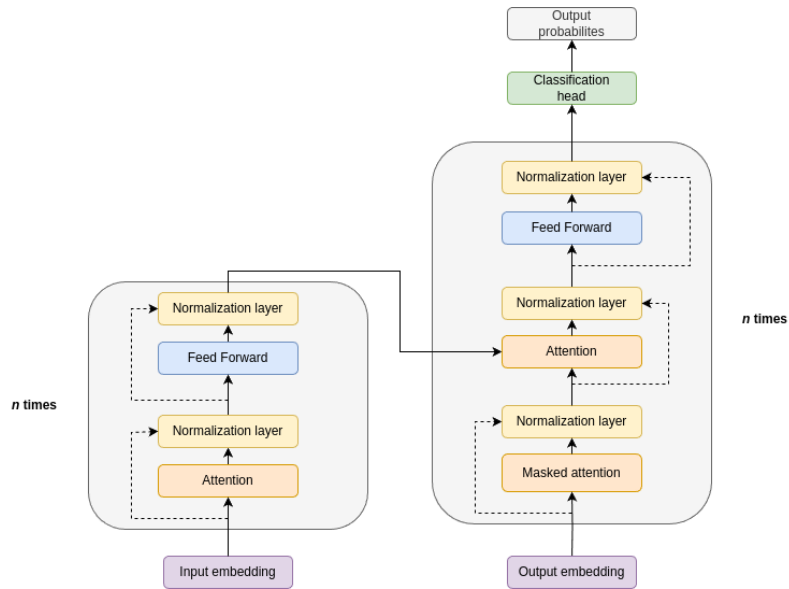 Output
probabilites
Classification
head
Normalization layer
Feed Forward
Normalization layer
Attention
Normalization layer
Masked attention
Output embedding
n times
Normalization layer
Feed Forward
Normalization layer
Attention
Input embedding
n times